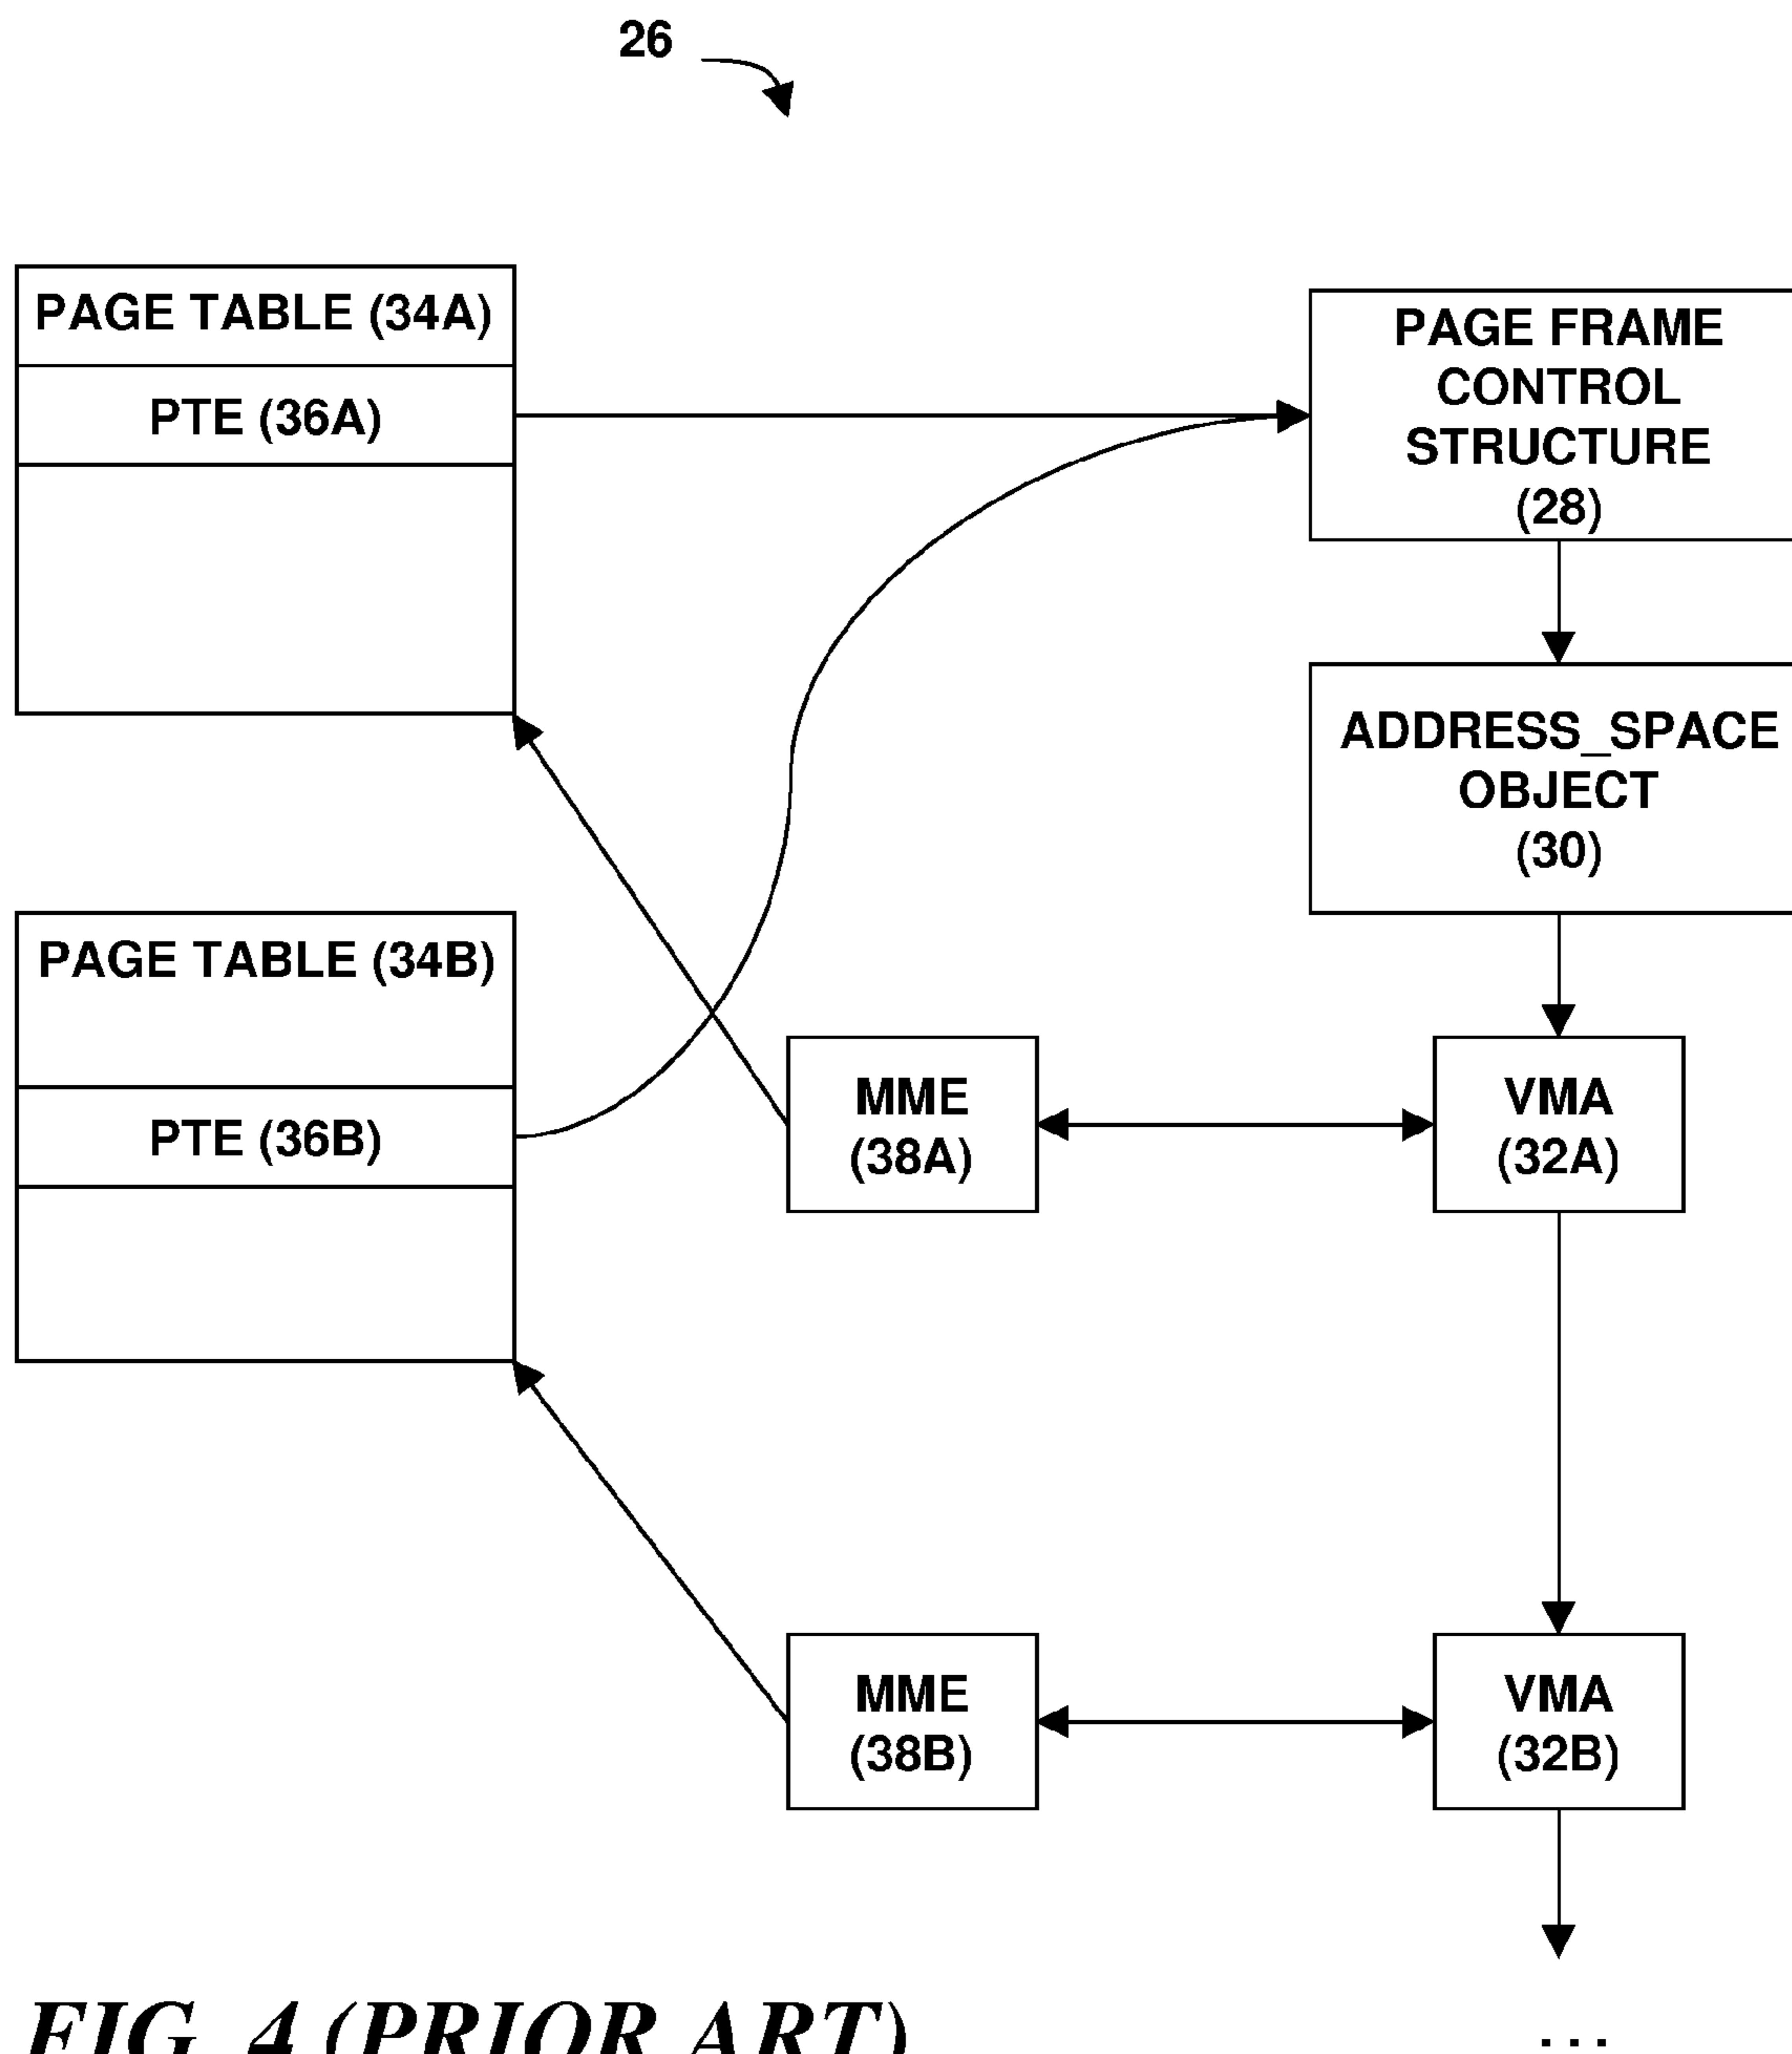 26
PAGE TABLE (34A)
PTE (36A)
PAGE FRAME
CONTROL
STRUCTURE
(28)
ADDRESS_SPACE
OBJECT
(30)
PAGE TABLE (34B)
PTE (36B)
MME
(38A)
VMA
(32A)
MME
(38B)
VMA
(32B)
...
FIG. 4 (PRIOR ART)